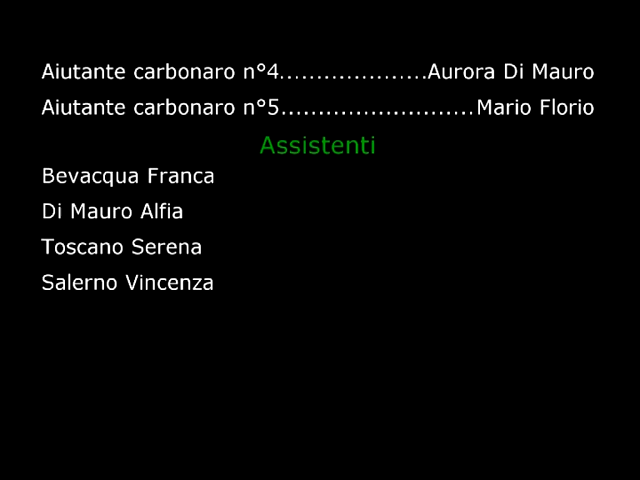 Aiutante carbonaro n°4....................Aurora Di Mauro
Aiutante carbonaro n°5..........................Mario Florio
Assistenti
Bevacqua Franca
Di Mauro Alfia
Toscano Serena
Salerno Vincenza